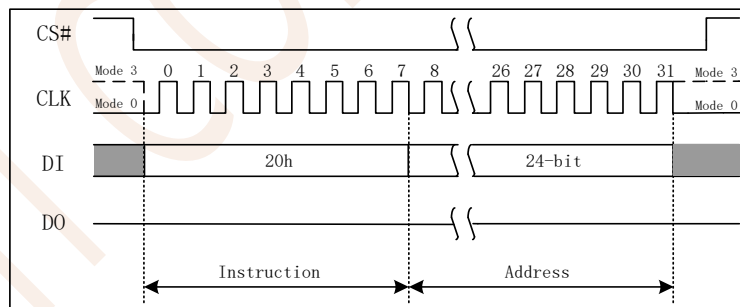 CS#
Mode 3 0 1 2 3 4 5 6 7 8 26 27 28 29 30 31 Mode 3
CLK
Mode 0 Mode 0
DI 20h 24-bit
DO
Instruction Address